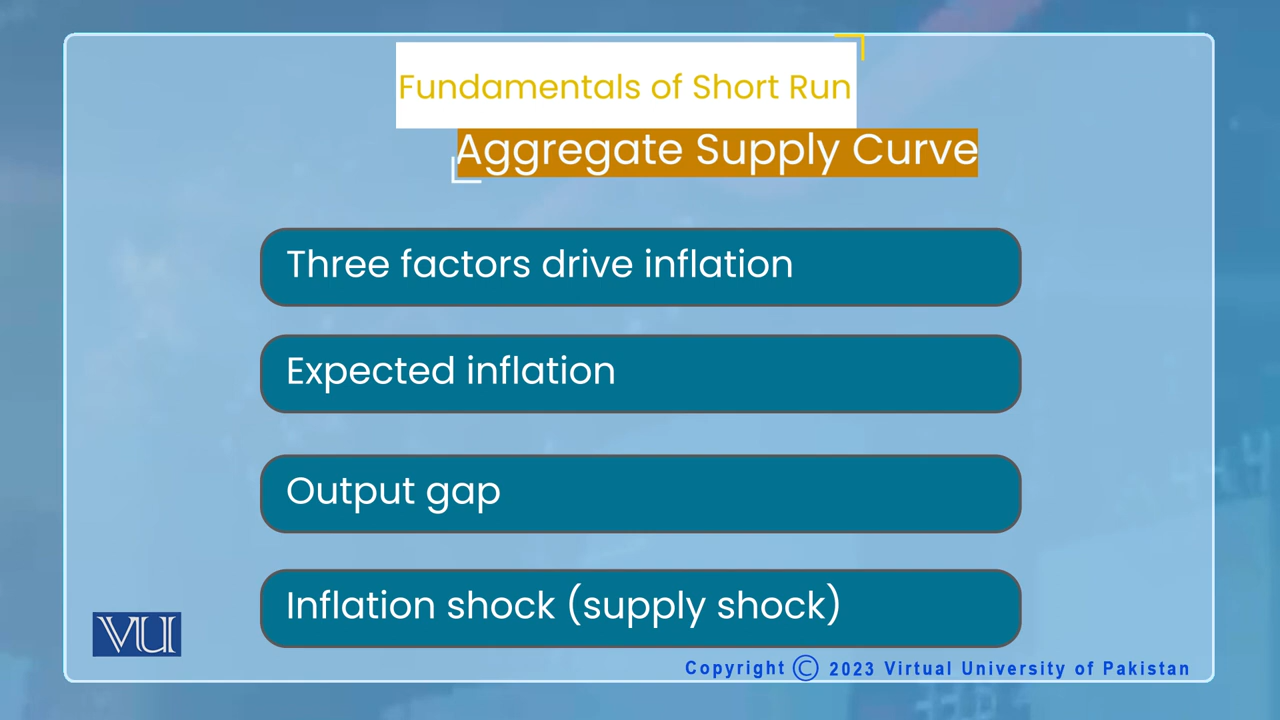 Fundamentals of Short Run
Aggregate Supply Curve
Three factors drive inflation
Expected inflation
Output gap
Inflation shock (supply shock)
VU
Copyright © 2023 Virtual University of Pakistan